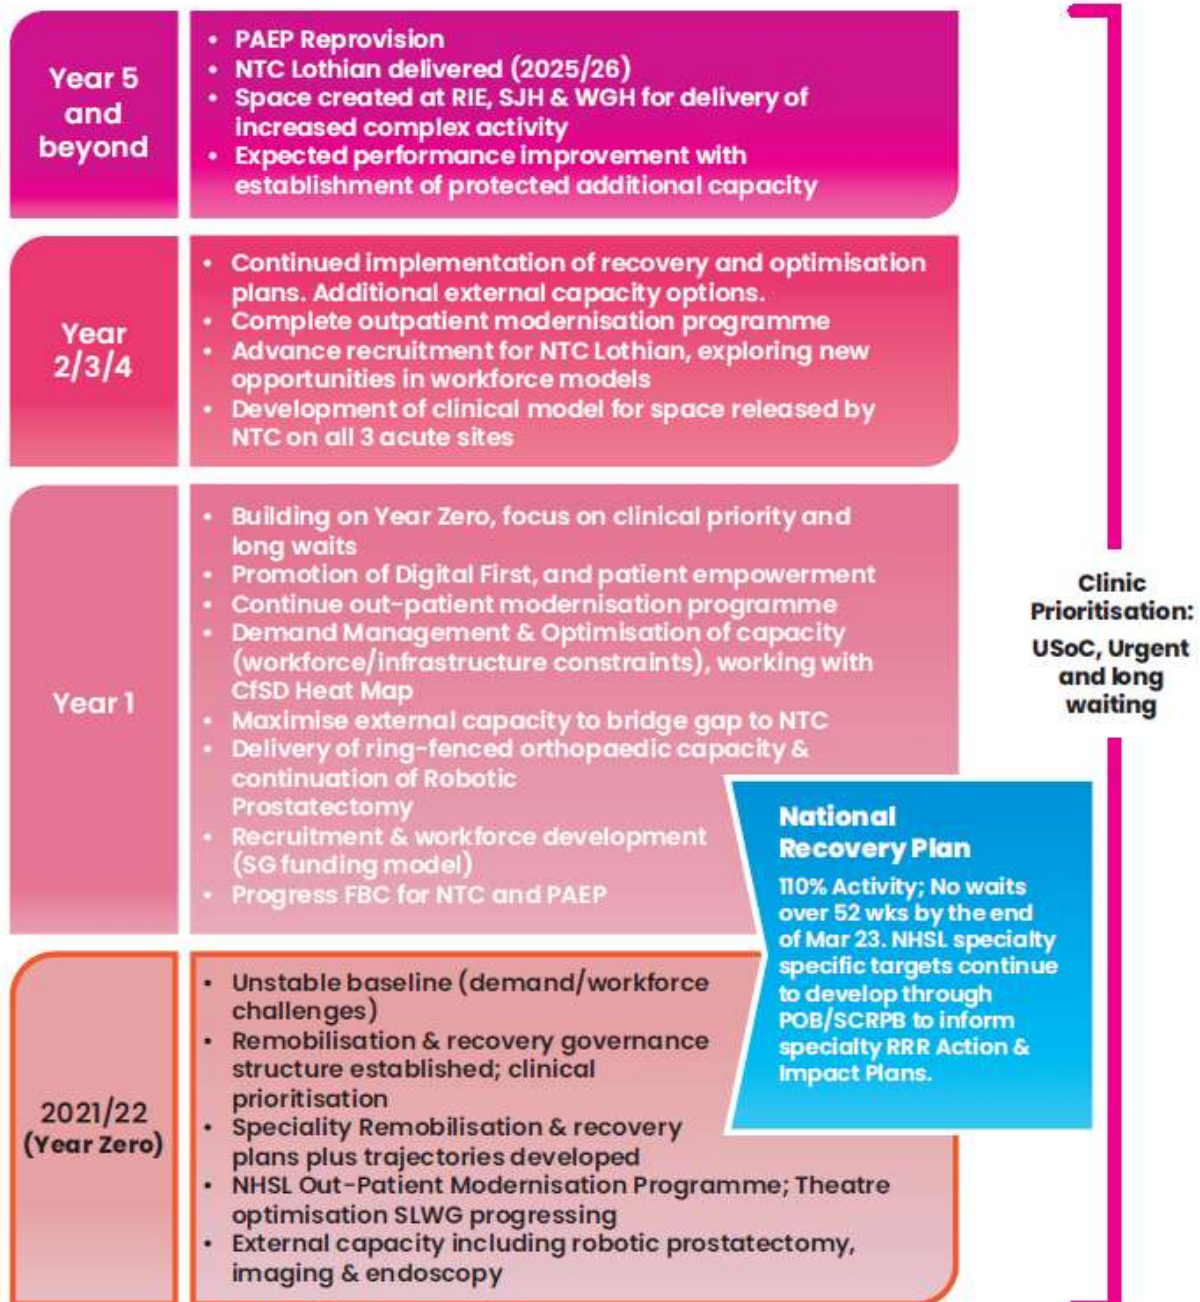 Year 5
and
beyond
• PAEP Reprovision
• NTC Lothian delivered (2025/26)
• Space created at RIE, SJH & WGH for delivery of
increased complex activity
• Expected performance improvement with
establishment of protected additional capacity
Year
2/3/4
• Continued implementation of recovery and optimisation
plans. Additional external capacity options.
• Complete outpatient modernisation programme
• Advance recruitment for NTC Lothian, exploring new
opportunities in workforce models
• Development of clinical model for space released by
NTC on all 3 acute sites
Year 1
• Building on Year Zero, focus on clinical priority and
long waits
• Promotion of Digital First, and patient empowerment
• Continue out-patient modernisation programme
• Demand Management & Optimisation of capacity
(workforce/infrastructure constraints), working with
CfSD Heat Map
• Maximise external capacity to bridge gap to NTC
• Delivery of ring-fenced orthopaedic capacity &
continuation of Robotic
Prostatectomy
• Recruitment & workforce development
(SG funding model)
• Progress FBC for NTC and PAEP
2021/22
(Year Zero)
• Unstable baseline (demand/workforce
challenges)
• Remobilisation & recovery governance
structure established; clinical
prioritisation
• Speciality Remobilisation & recovery
plans plus trajectories developed
• NHSL Out-Patient Modernisation Programme; Theatre
optimisation SLWG progressing
• External capacity including robotic prostatectomy,
imaging & endoscopy
National
Recovery Plan
110% Activity; No waits
over 52 wks by the end
of Mar 23. NHSL specialty
specific targets continue
to develop through
POB/SCRPB to inform
specialty RRR Action &
Impact Plans.
Clinic
Prioritisation:
USoC, Urgent
and long
waiting